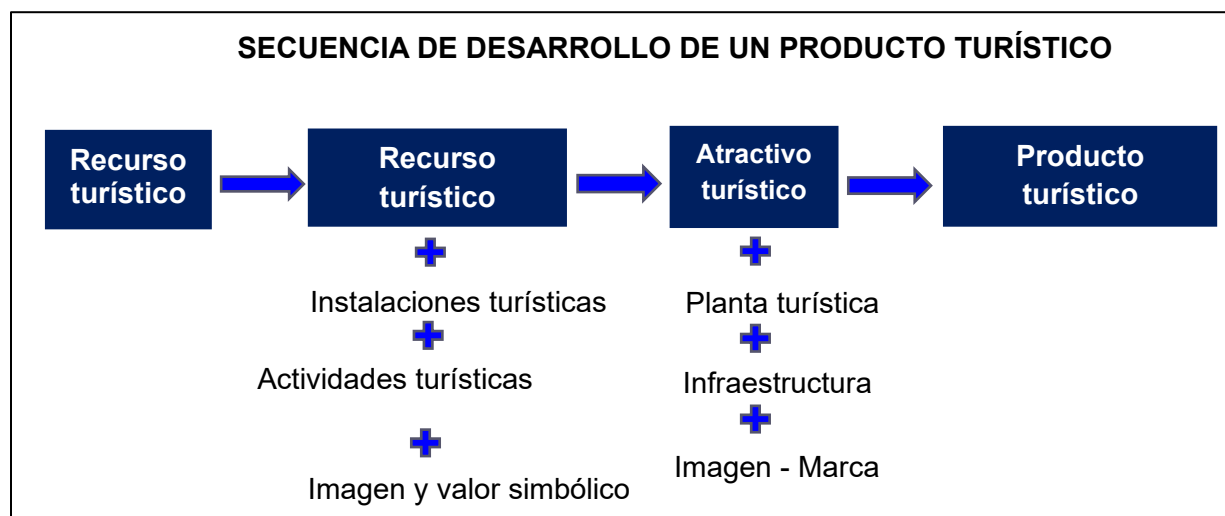 SECUENCIA DE DESARROLLO DE UN PRODUCTO TURÍSTICO
Recurso
turístico
Recurso
turístico
Atractivo
turístico
Producto
turístico
Instalaciones turísticas
Planta turística
Actividades turísticas
Infraestructura
Imagen y valor simbólico
Imagen - Marca